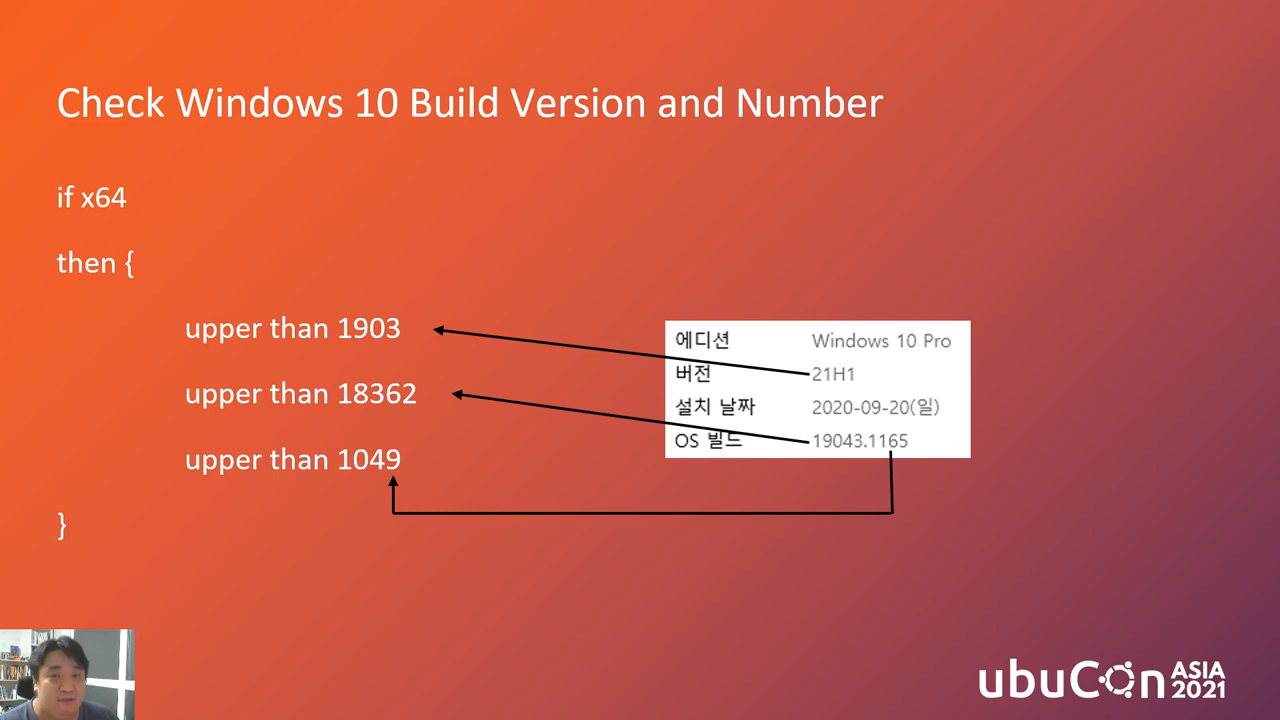 Check Windows 10 Build Version and Number
if x64
then {
upper than 1903
upper than 18362
upper than 1049
}
에디션 Windows 10 Pro
버전 21H1
설치 날짜 2020-09-20(일)
OS 빌드 19043.1165
ubuCon ASIA 2021